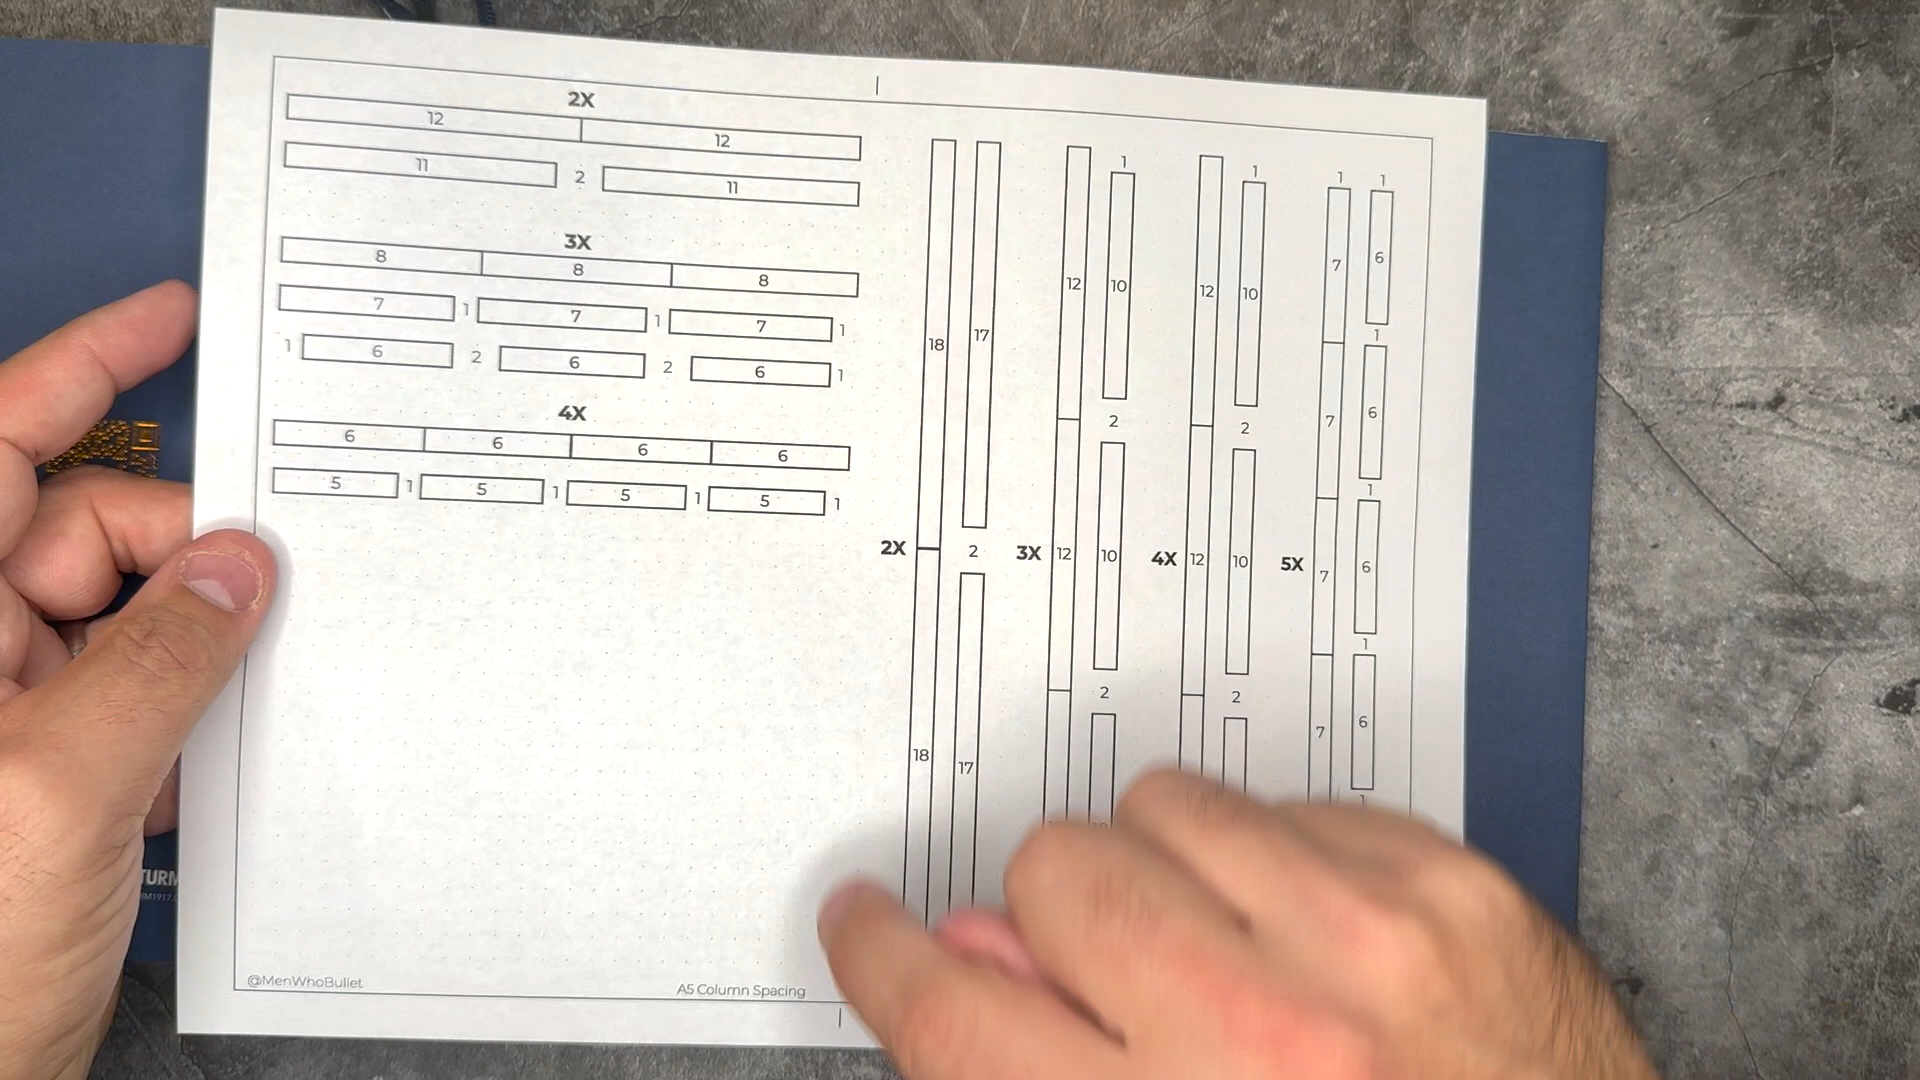 2X
12 12
11 2 11
3X
8 8 8
7 1 7 1 7 1
1 6 2 6 2 6 1
4X
6 6 6 6
5 1 5 1 5 1 5 1
2X
18 17
2
18 17
3X
1
12 10
2
12 10
2
4X
1
12 10
2
12 10
2
5X
1 1
7 6
1
7 6
1
7 6
1
7 6
1
@MenWhoBullet
A5 Column Spacing
TURM